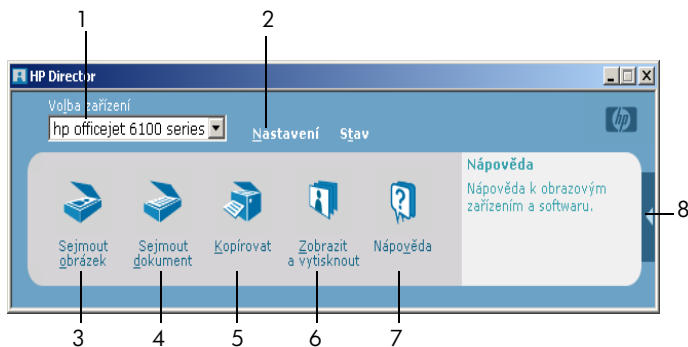 1
2
HP Director
Volba zařízení
hp officejet 6100 series
Nastavení Stav
hp
Nápověda
Nápověda k obrazovým
zařízením a softwaru.
8
Sejmout
obrázek
Sejmout
dokument
Kopírovat
Zobrazit
a vytisknout
Nápověda
3
4
5
6
7